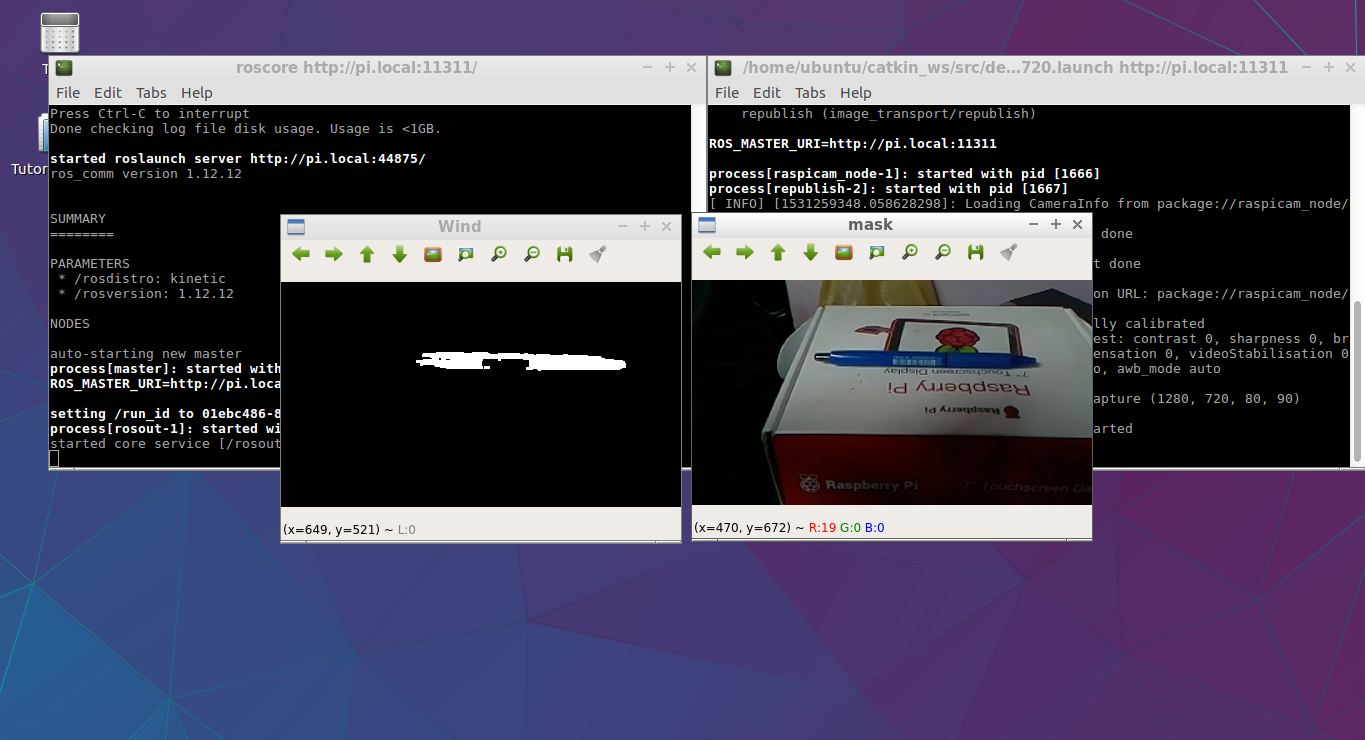 T
Tutor
roscore http://pi.local:11311/
File Edit Tabs Help
Press Ctrl-C to interrupt
Done checking log file disk usage. Usage is <1GB.
started roslaunch server http://pi.local:44875/
ros_comm version 1.12.12
SUMMARY
========
PARAMETERS
* /rosdistro: kinetic
* /rosversion: 1.12.12
NODES
auto-starting new master
process[master]: started with
ROS_MASTER_URI=http://pi.loca
setting /run_id to 01ebc486-8
process[rosout-1]: started wi
started core service [/rosout
/home/ubuntu/catkin_ws/src/de...720.launch http://pi.local:11311
File Edit Tabs Help
republish (image_transport/republish)
ROS_MASTER_URI=http://pi.local:11311
process[raspicam_node-1]: started with pid [1666]
process[republish-2]: started with pid [1667]
[ INFO] [1531259348.058628298]: Loading CameraInfo from package://raspicam_node/
done
t done
on URL: package://raspicam_node/
lly calibrated
est: contrast 0, sharpness 0, br
ensation 0, videoStabilisation 0
o, awb_mode auto
apture (1280, 720, 80, 90)
arted
Wind
(x=649, y=521) ~ L:0
mask
7" Touchscreen Display
Raspberry Pi
Raspberry Pi
Raspberry Pi
7" Touchscreen Dis
(x=470, y=672) ~ R:19 G:0 B:0